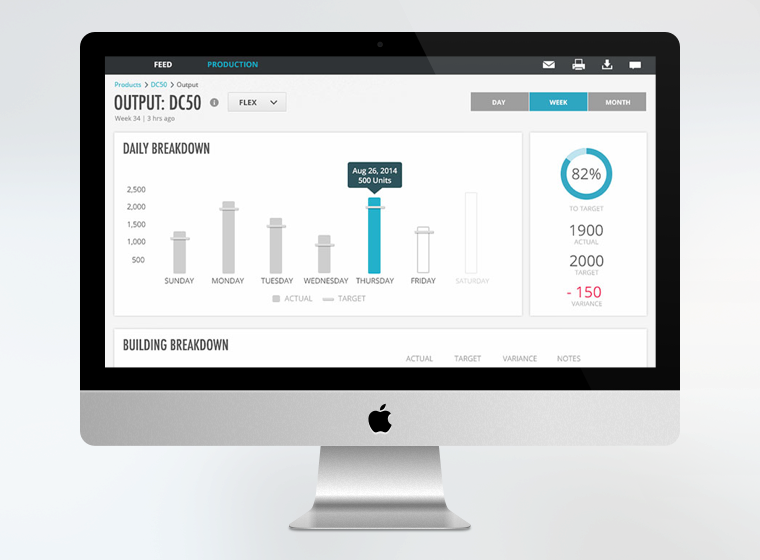 FEED PRODUCTION
Products > DC50 > Output
OUTPUT: DC50 i FLEX
Week 34 | 3 hrs ago
DAY WEEK MONTH
DAILY BREAKDOWN
Aug 26, 2014
500 Units
2,500
2,000
1,500
1,000
500
SUNDAY MONDAY TUESDAY WEDNESDAY THURSDAY FRIDAY SATURDAY
ACTUAL TARGET
82%
TO TARGET
1900
ACTUAL
2000
TARGET
- 150
VARIANCE
BUILDING BREAKDOWN
ACTUAL TARGET VARIANCE NOTES